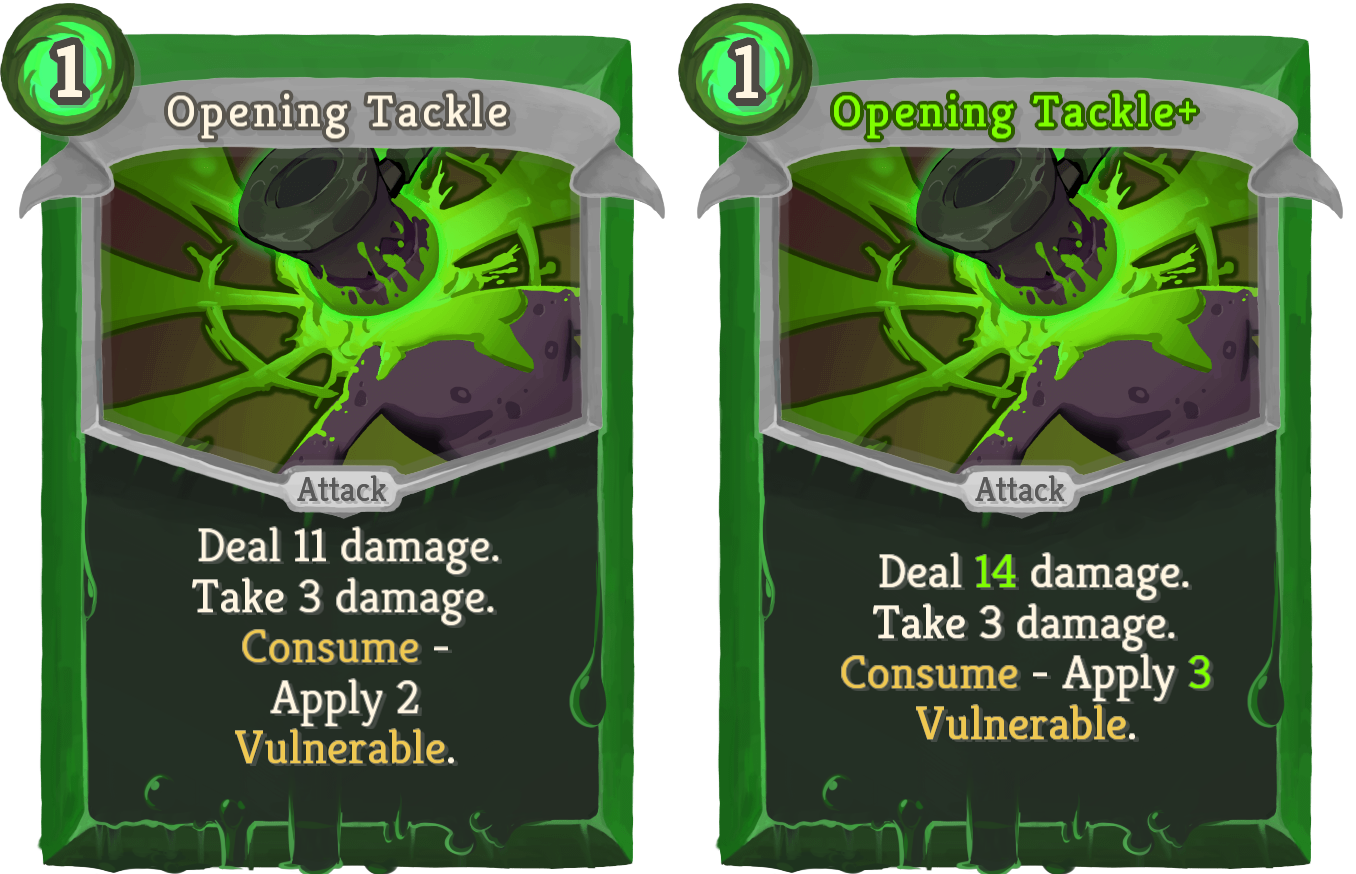 1
Opening Tackle
Attack
Deal 11 damage.
Take 3 damage.
Consume -
Apply 2
Vulnerable.
1
Opening Tackle+
Attack
Deal 14 damage.
Take 3 damage.
Consume - Apply 3
Vulnerable.